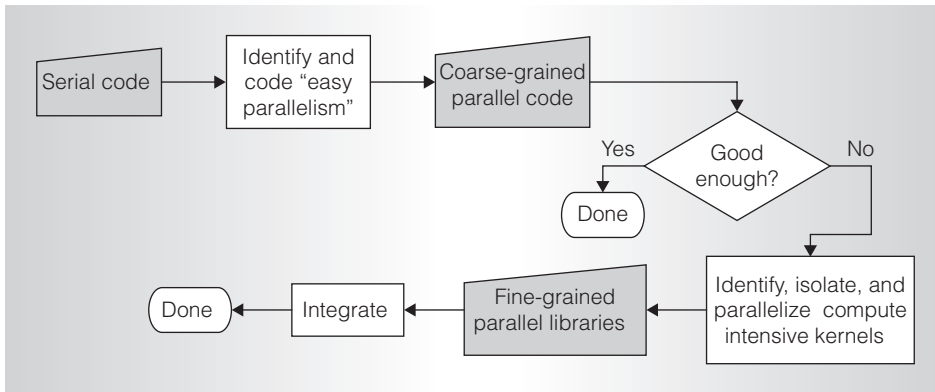 Serial code
Identify and
code “easy
parallelism”
Coarse-grained
parallel code
Good
enough?
Yes
No
Done
Identify, isolate, and
parallelize compute
intensive kernels
Fine-grained
parallel libraries
Integrate
Done